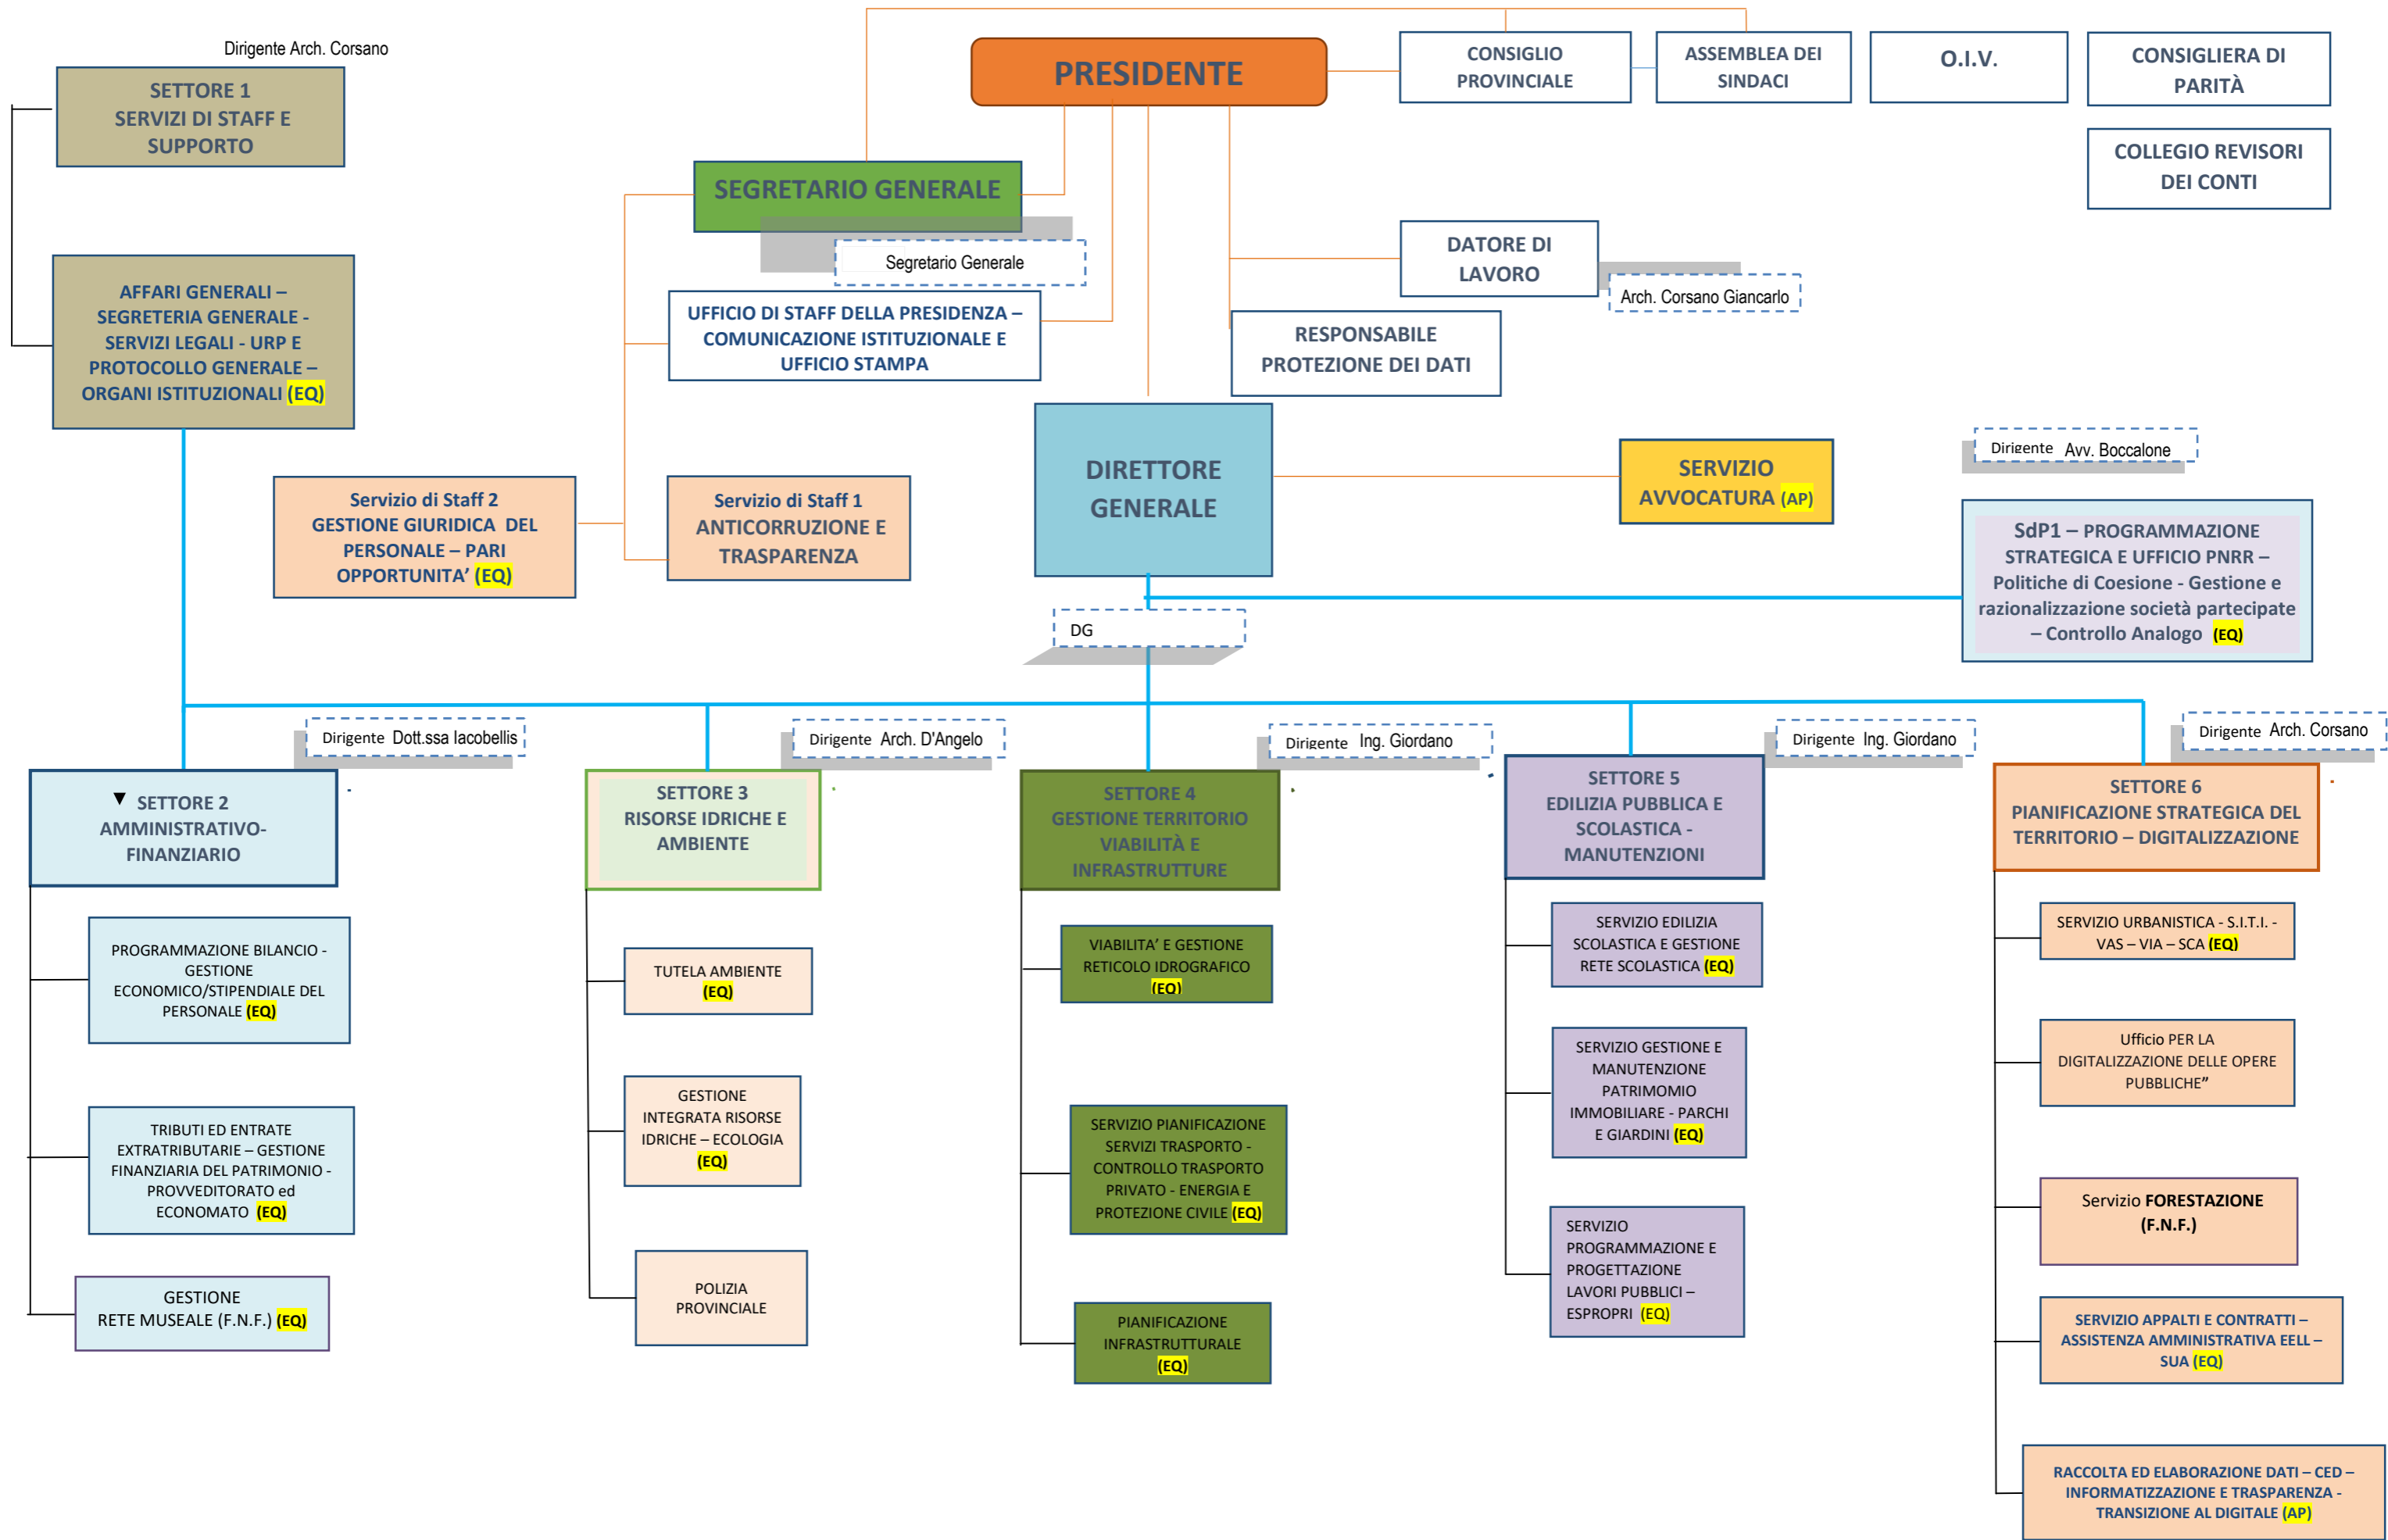 Dirigente Arch. Corsano
SETTORE 1
SERVIZI DI STAFF E
SUPPORTO
PRESIDENTE
CONSIGLIO
PROVINCIALE
ASSEMBLEA DEI
SINDACI
O.I.V.
CONSIGLIERA DI
PARITÀ
COLLEGIO REVISORI
DEI CONTI
SEGRETARIO GENERALE
Segretario Generale
DATORE DI
LAVORO
Arch. Corsano Giancarlo
AFFARI GENERALI –
SEGRETERIA GENERALE -
SERVIZI LEGALI - URP E
PROTOCOLLO GENERALE –
ORGANI ISTITUZIONALI (EQ)
UFFICIO DI STAFF DELLA PRESIDENZA –
COMUNICAZIONE ISTITUZIONALE E
UFFICIO STAMPA
RESPONSABILE
PROTEZIONE DEI DATI
DIRETTORE
GENERALE
SERVIZIO
AVVOCATURA (AP)
Dirigente Avv. Boccalone
Servizio di Staff 2
GESTIONE GIURIDICA DEL
PERSONALE – PARI
OPPORTUNITA’ (EQ)
Servizio di Staff 1
ANTICORRUZIONE E
TRASPARENZA
SdP1 – PROGRAMMAZIONE
STRATEGICA E UFFICIO PNRR –
Politiche di Coesione - Gestione e
razionalizzazione società partecipate
– Controllo Analogo (EQ)
DG
Dirigente Dott.ssa Iacobellis
Dirigente Arch. D'Angelo
Dirigente Ing. Giordano
Dirigente Ing. Giordano
Dirigente Arch. Corsano
SETTORE 2
AMMINISTRATIVO-
FINANZIARIO
SETTORE 3
RISORSE IDRICHE E
AMBIENTE
SETTORE 4
GESTIONE TERRITORIO
VIABILITÀ E
INFRASTRUTTURE
SETTORE 5
EDILIZIA PUBBLICA E
SCOLASTICA -
MANUTENZIONI
SETTORE 6
PIANIFICAZIONE STRATEGICA DEL
TERRITORIO – DIGITALIZZAZIONE
PROGRAMMAZIONE BILANCIO -
GESTIONE
ECONOMICO/STIPENDIALE DEL
PERSONALE (EQ)
TRIBUTI ED ENTRATE
EXTRATRIBUTARIE – GESTIONE
FINANZIARIA DEL PATRIMONIO -
PROVVEDITORATO ed
ECONOMATO (EQ)
GESTIONE
RETE MUSEALE (F.N.F.) (EQ)
TUTELA AMBIENTE
(EQ)
GESTIONE
INTEGRATA RISORSE
IDRICHE – ECOLOGIA
(EQ)
POLIZIA
PROVINCIALE
VIABILITA’ E GESTIONE
RETICOLO IDROGRAFICO
(EQ)
SERVIZIO PIANIFICAZIONE
SERVIZI TRASPORTO -
CONTROLLO TRASPORTO
PRIVATO - ENERGIA E
PROTEZIONE CIVILE (EQ)
PIANIFICAZIONE
INFRASTRUTTURALE
(EQ)
SERVIZIO EDILIZIA
SCOLASTICA E GESTIONE
RETE SCOLASTICA (EQ)
SERVIZIO GESTIONE E
MANUTENZIONE
PATRIMOMIO
IMMOBILIARE - PARCHI
E GIARDINI (EQ)
SERVIZIO
PROGRAMMAZIONE E
PROGETTAZIONE
LAVORI PUBBLICI –
ESPROPRI (EQ)
SERVIZIO URBANISTICA - S.I.T.I. -
VAS – VIA – SCA (EQ)
Ufficio PER LA
DIGITALIZZAZIONE DELLE OPERE
PUBBLICHE”
Servizio FORESTAZIONE
(F.N.F.)
SERVIZIO APPALTI E CONTRATTI –
ASSISTENZA AMMINISTRATIVA EELL –
SUA (EQ)
RACCOLTA ED ELABORAZIONE DATI – CED –
INFORMATIZZAZIONE E TRASPARENZA -
TRANSIZIONE AL DIGITALE (AP)